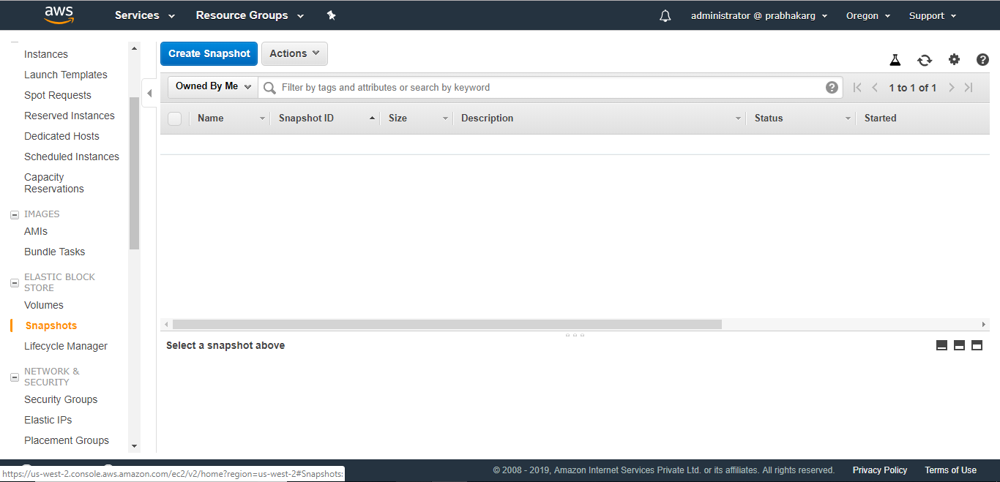 aws Services Resource Groups administrator @ prabhakarg Oregon Support
Instances
Launch Templates
Spot Requests
Reserved Instances
Dedicated Hosts
Scheduled Instances
Capacity
Reservations
IMAGES
AMIs
Bundle Tasks
ELASTIC BLOCK
STORE
Volumes
Snapshots
Lifecycle Manager
NETWORK &
SECURITY
Security Groups
Elastic IPs
Placement Groups
Create Snapshot Actions
Owned By Me Filter by tags and attributes or search by keyword 1 to 1 of 1
Name Snapshot ID Size Description Status Started
Select a snapshot above
https://us-west-2.console.aws.amazon.com/ec2/v2/home?region=us-west-2#Snapshots:
© 2008 - 2019, Amazon Internet Services Private Ltd. or its affiliates. All rights reserved. Privacy Policy Terms of Use